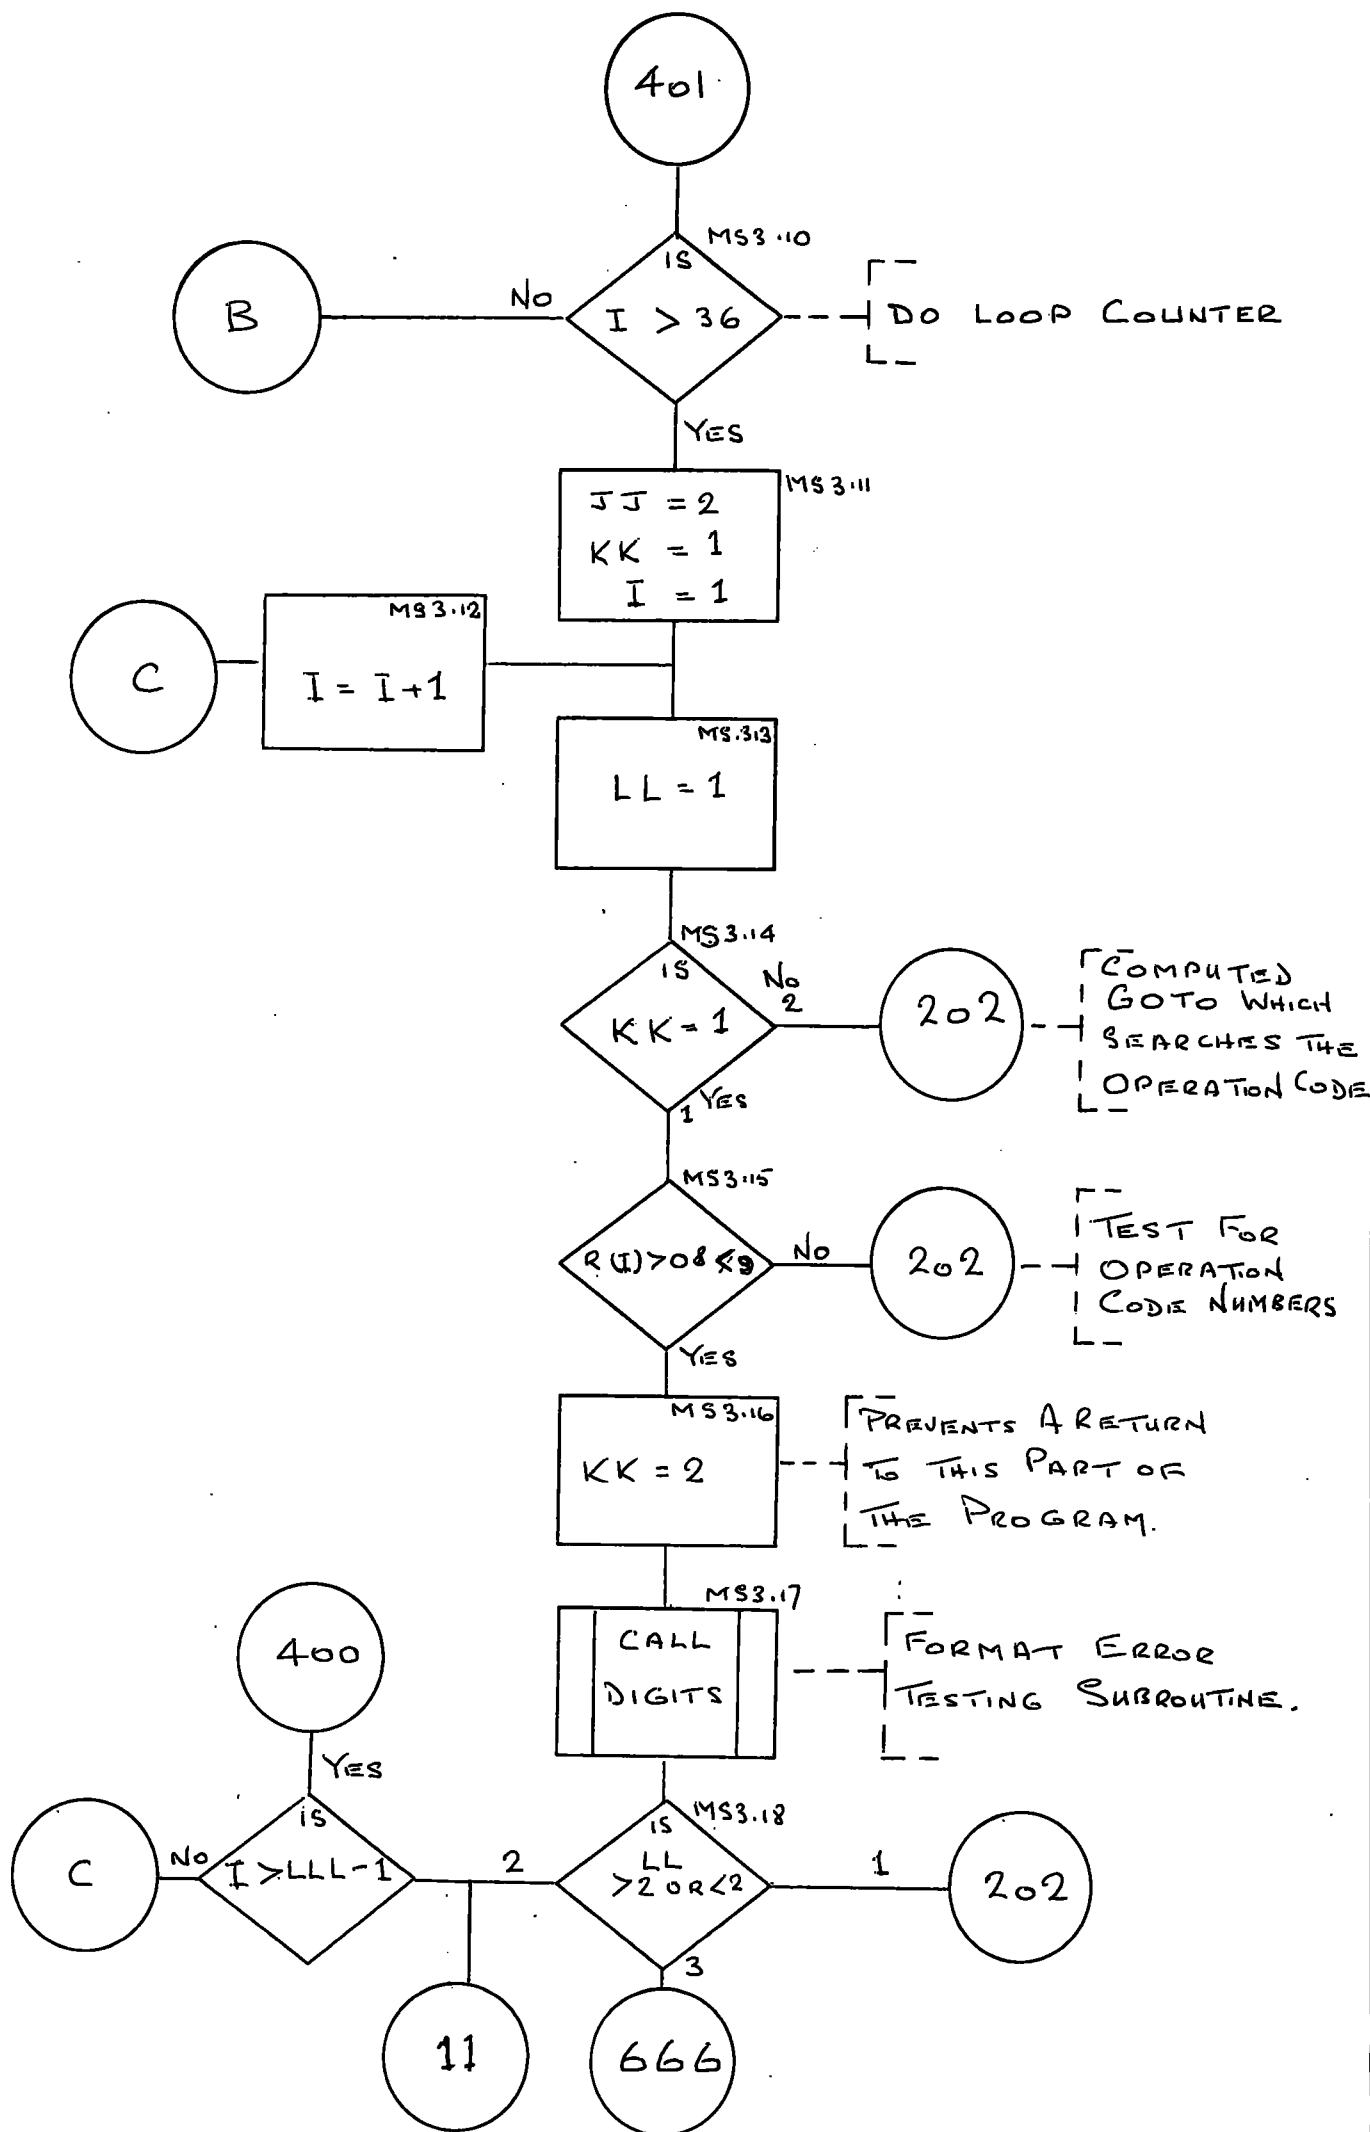 401
MS3.10
IS
I > 36
NO
B
DO LOOP COUNTER
YES
MS3.11
JJ = 2
KK = 1
I = 1
MS3.12
I = I+1
C
MS.313
LL = 1
MS3.14
IS
KK = 1
NO
2
202
COMPUTED
GOTO WHICH
SEARCHES THE
OPERATION CODE
1 YES
MS3.15
R(I)>0&≤9
NO
202
TEST FOR
OPERATION
CODE NUMBERS
YES
MS3.16
KK = 2
PREVENTS A RETURN
TO THIS PART OF
THE PROGRAM.
MS3.17
CALL
DIGITS
FORMAT ERROR
TESTING SUBROUTINE.
400
YES
IS
I >LLL-1
NO
C
2
MS3.18
IS
LL
>2 OR <2
1
202
3
11
666